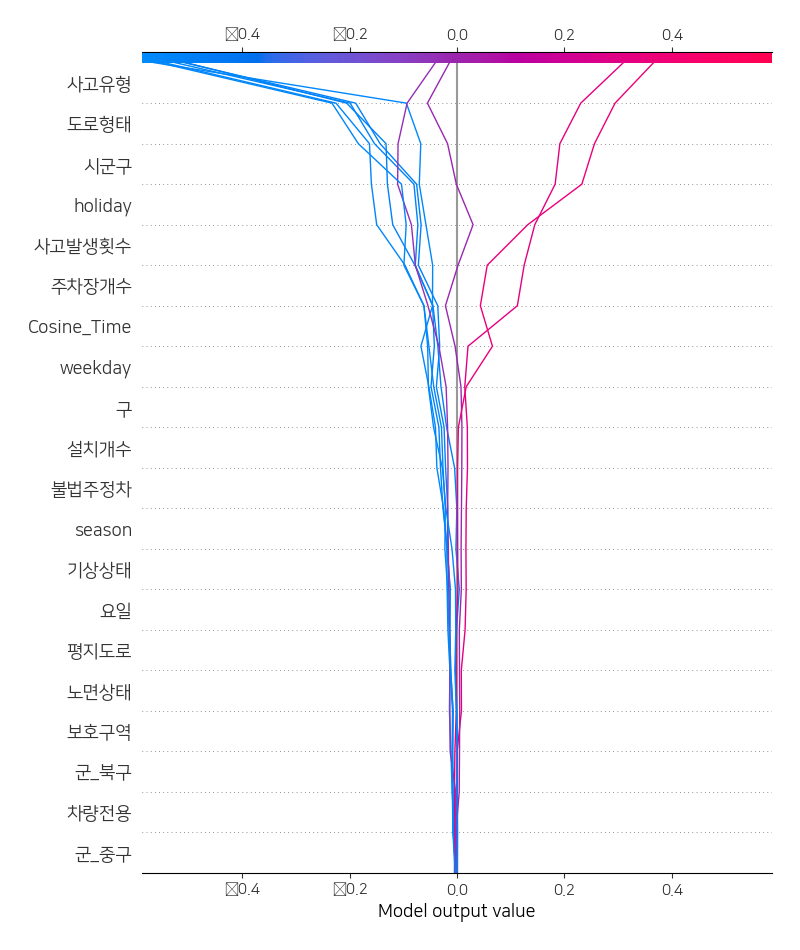 ☒0.4 ☒0.2 0.0 0.2 0.4
사고유형
도로형태
시군구
holiday
사고발생횟수
주차장개수
Cosine_Time
weekday
구
설치개수
불법주정차
season
기상상태
요일
평지도로
노면상태
보호구역
군_북구
차량전용
군_중구
☒0.4 ☒0.2 0.0 0.2 0.4
Model output value